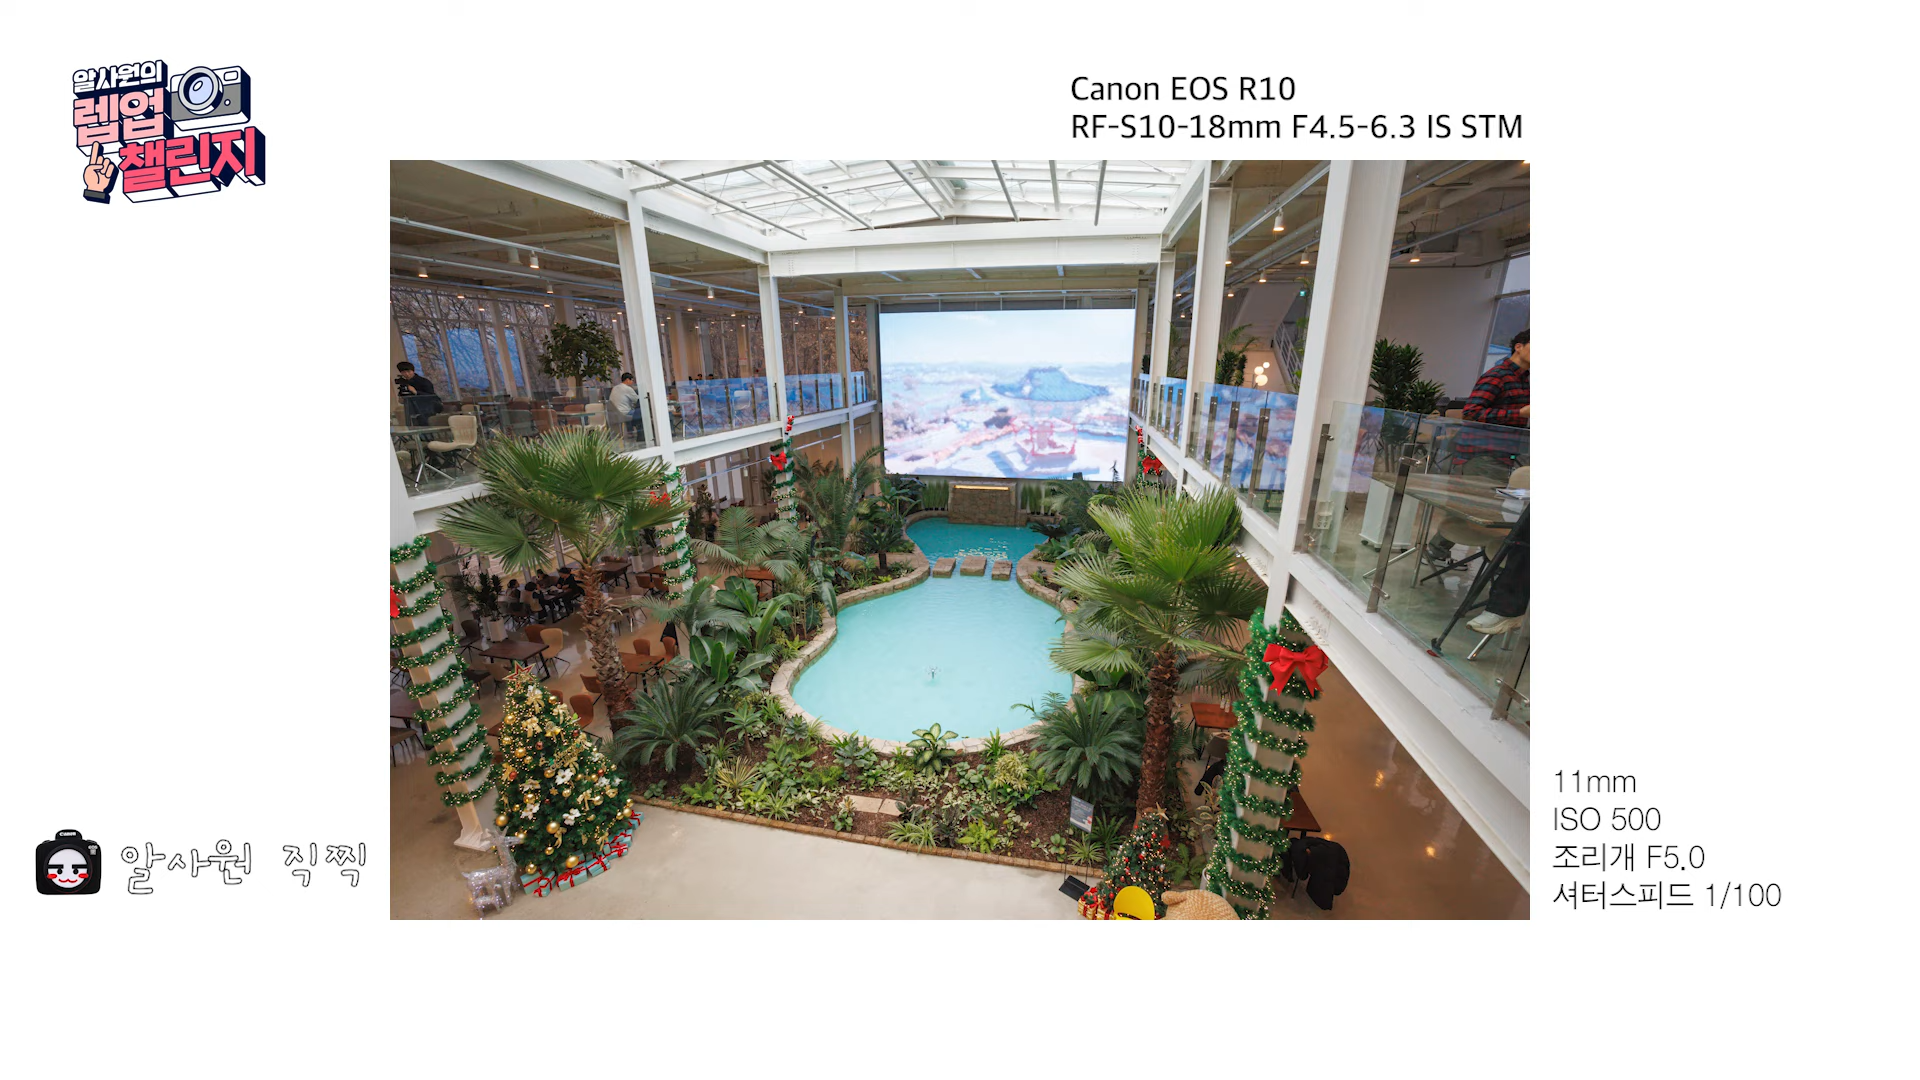 알사원의
렙업
챌린지
Canon EOS R10
RF-S10-18mm F4.5-6.3 IS STM
11mm
ISO 500
조리개 F5.0
셔터스피드 1/100
Canon
알사원 직찍